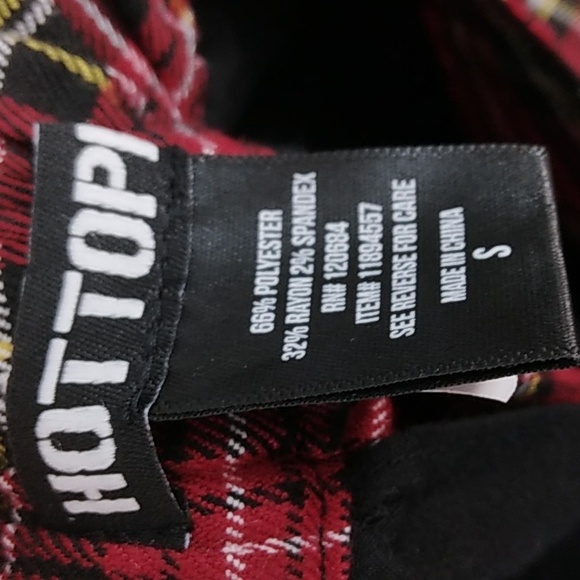 HOTTOPI
66% POLYESTER
32% RAYON 2% SPANDEX
RN# 120684
ITEM# 11894557
SEE REVERSE FOR CARE
MADE IN CHINA
S